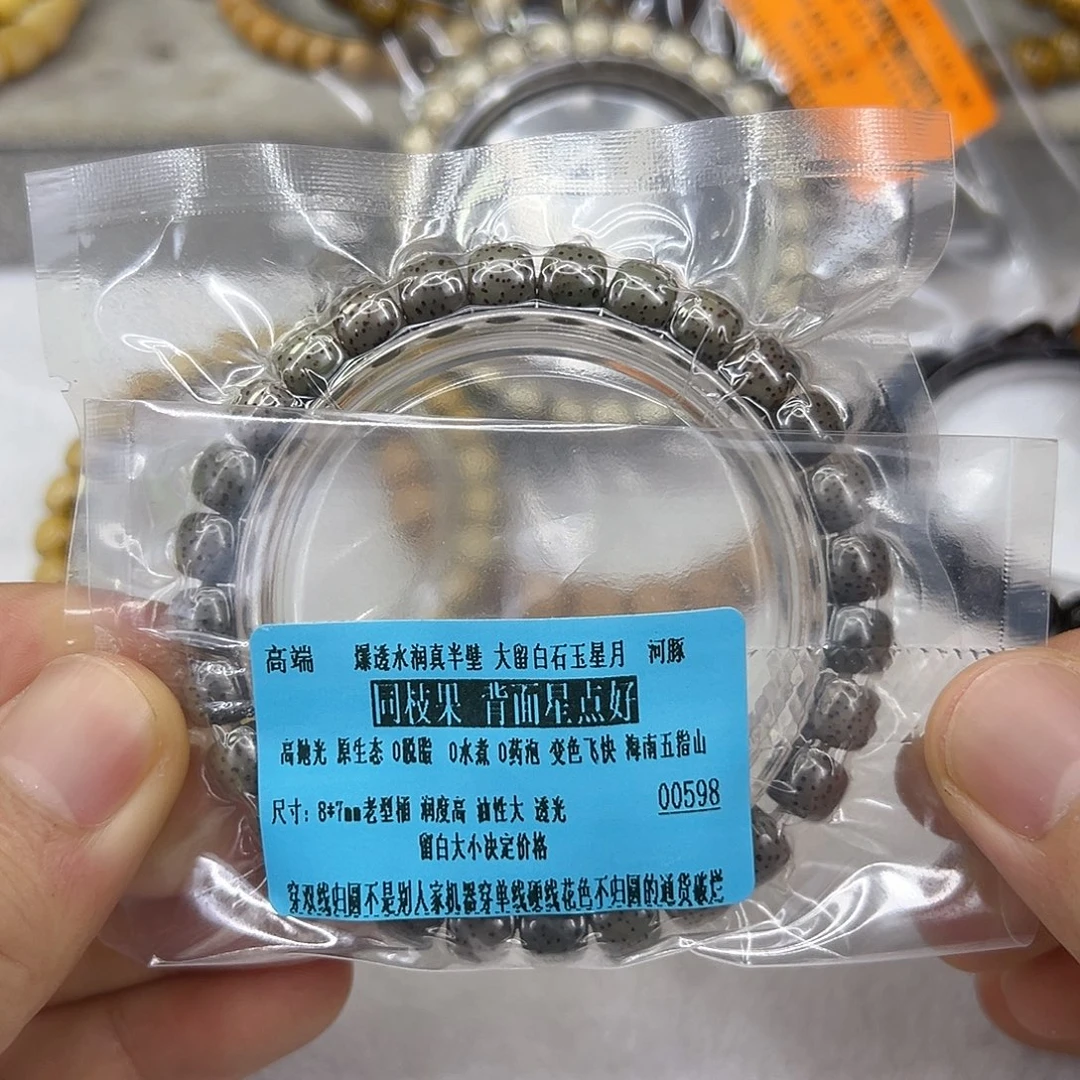 高端 爆透水润真半壁 大留白石玉星月 河豚
同枝果 背面星点好
高抛光 原生态 0脱脂 0水煮 0药泡 变色飞快 海南五指山
尺寸: 8*7mm老型桶 润度高 油性大 透光
00598
留白大小决定价格
穿双线归圆不是别人家机器穿单线硬线花色不归圆的通货破烂